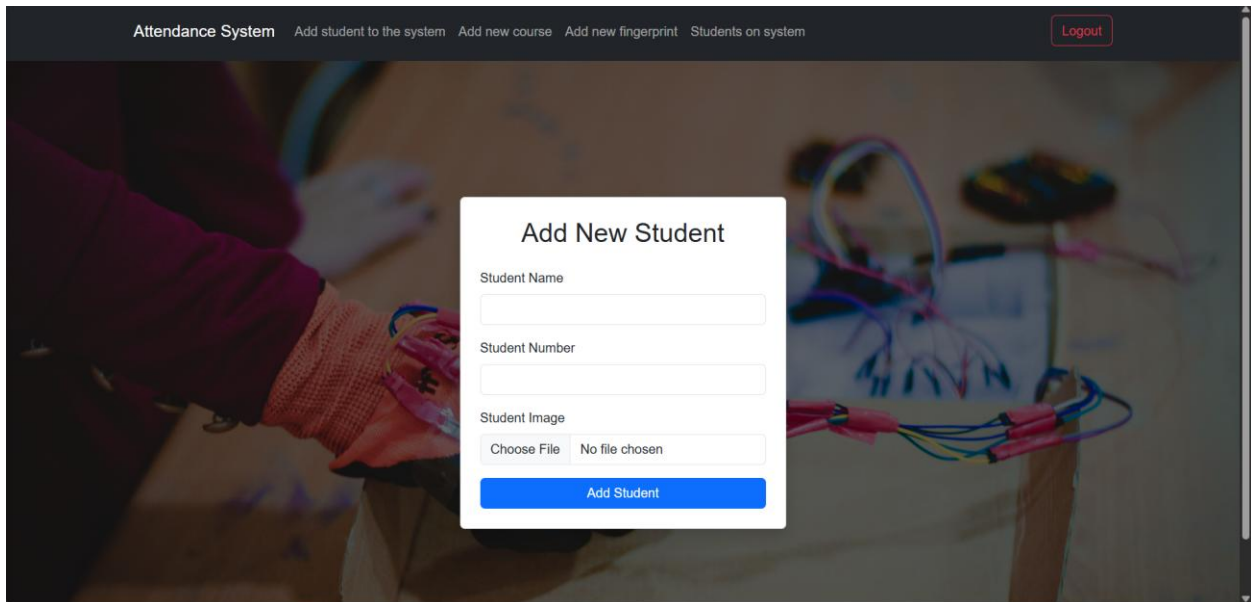 Attendance System Add student to the system Add new course Add new fingerprint Students on system Logout
Add New Student
Student Name
Student Number
Student Image
Choose File No file chosen
Add Student